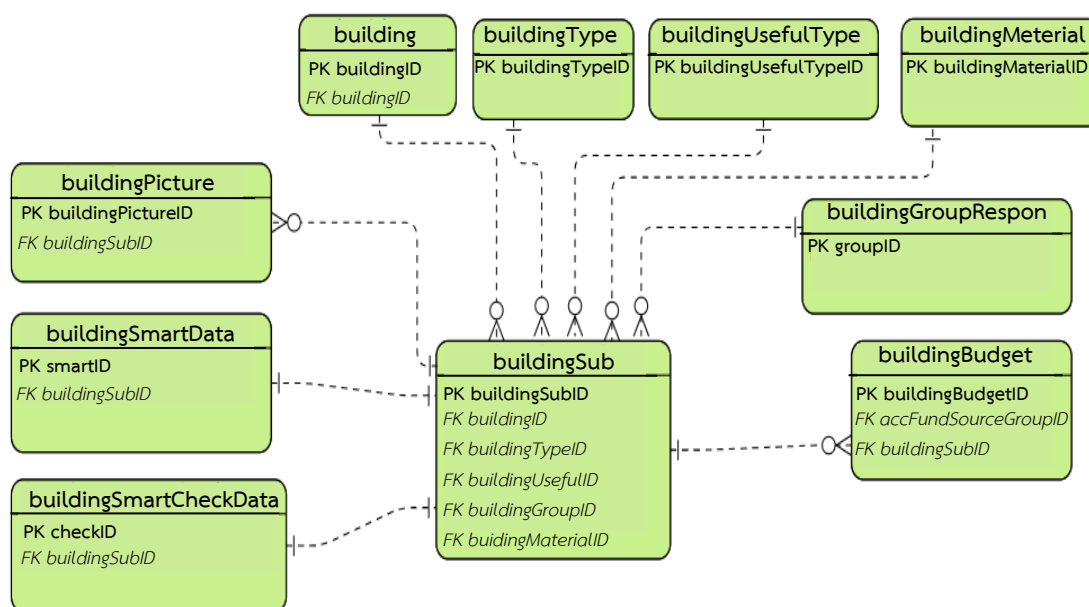 building
PK buildingID
FK buildingID
buildingType
PK buildingTypeID
buildingUsefulType
PK buildingUsefulTypeID
buildingMeterial
PK buildingMaterialID
buildingPicture
PK buildingPictureID
FK buildingSubID
buildingGroupRespon
PK groupID
buildingSmartData
PK smartID
FK buildingSubID
buildingSub
PK buildingSubID
FK buildingID
FK buildingTypeID
FK buildingUsefulID
FK buildingGroupID
FK buidingMaterialID
buildingBudget
PK buildingBudgetID
FK accFundSourceGroupID
FK buildingSubID
buildingSmartCheckData
PK checkID
FK buildingSubID